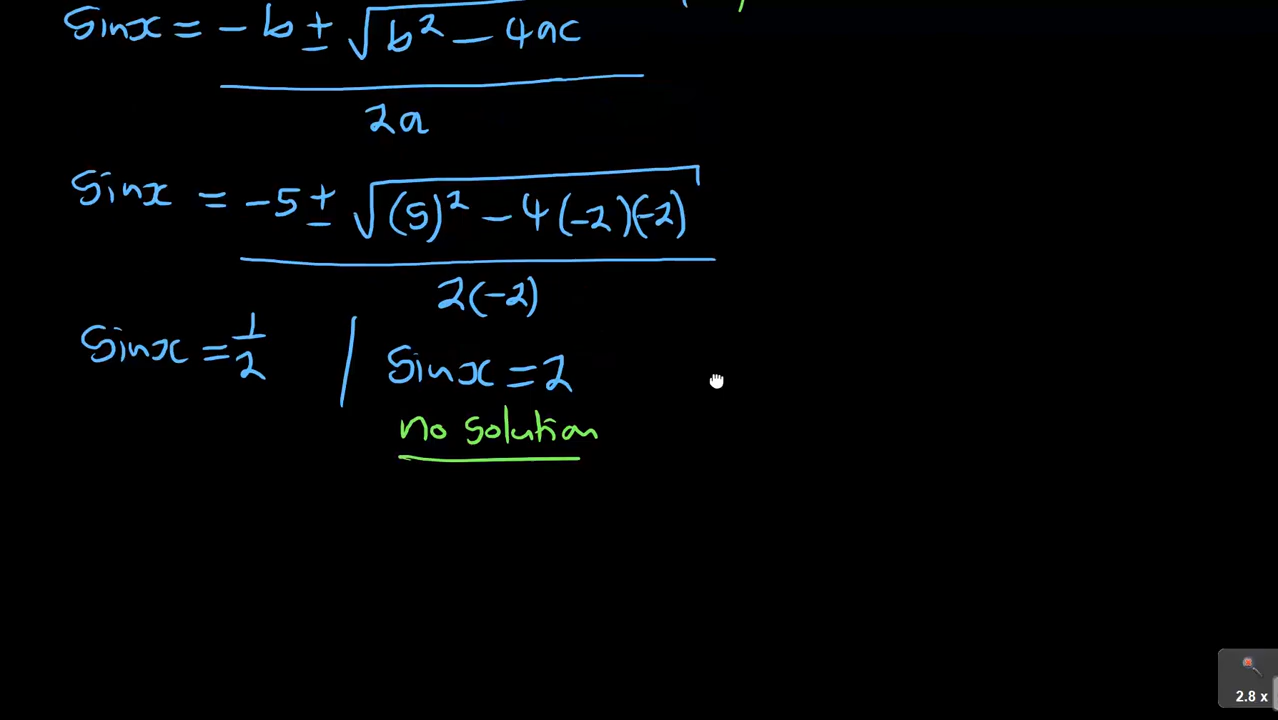 Sinx = -b ± √(b² - 4ac)
2a
Sinx = -5 ± √((5)² - 4(-2)(-2))
2(-2)
Sinx = 1/2 | Sinx = 2
no solution
2.8 x